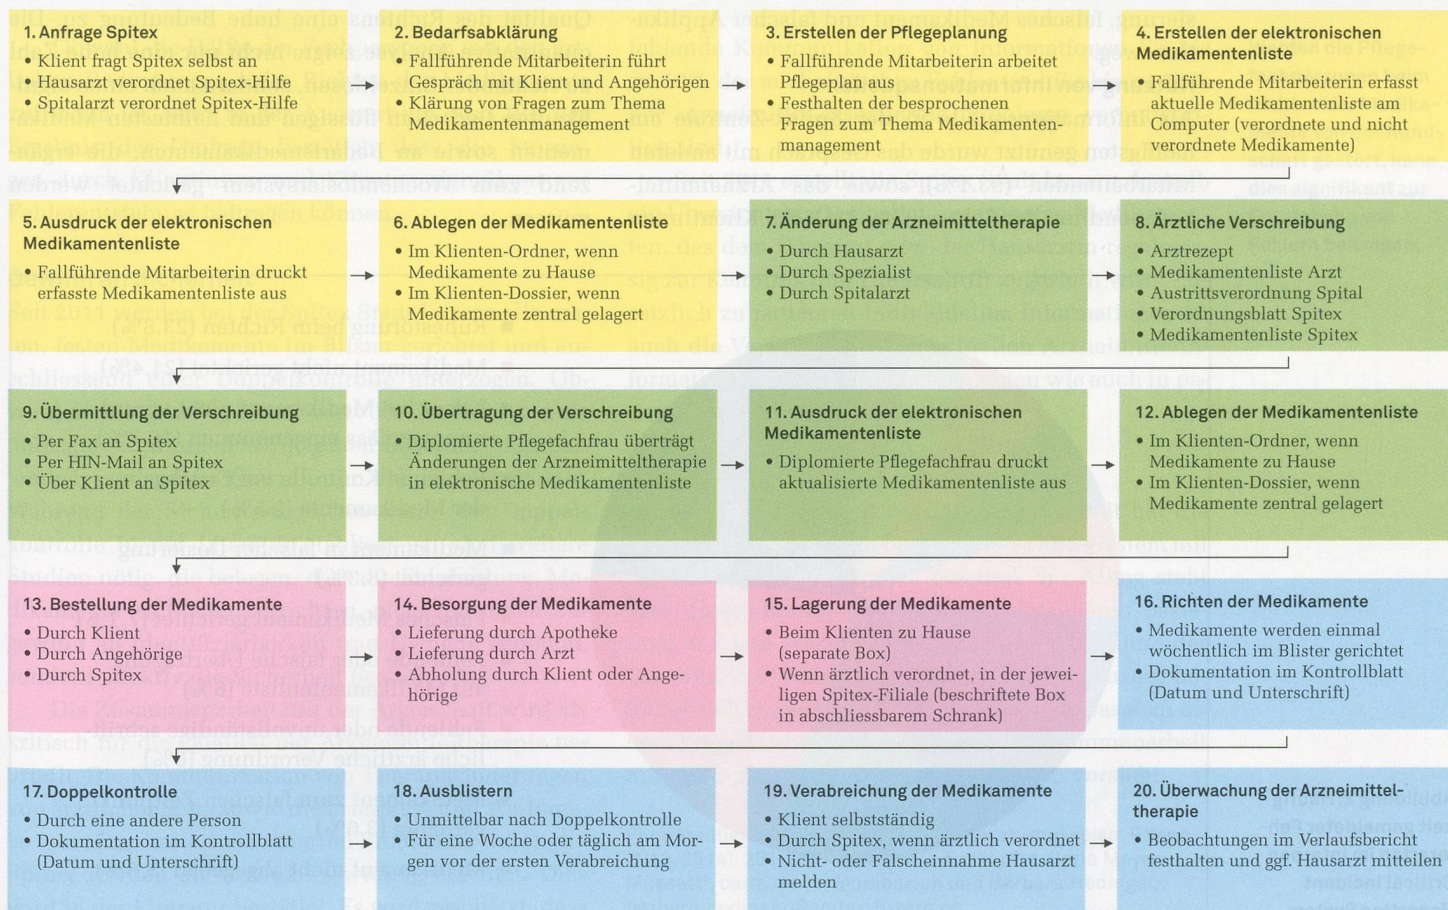 1. Anfrage Spitex
• Klient fragt Spitex selbst an
• Hausarzt verordnet Spitex-Hilfe
• Spitalarzt verordnet Spitex-Hilfe
2. Bedarfsabklärung
• Fallführende Mitarbeiterin führt
Gespräch mit Klient und Angehörigen
• Klärung von Fragen zum Thema
Medikamentenmanagement
3. Erstellen der Pflegeplanung
• Fallführende Mitarbeiterin arbeitet
Pflegeplan aus
• Festhalten der besprochenen
Fragen zum Thema Medikamenten-
management
4. Erstellen der elektronischen
Medikamentenliste
• Fallführende Mitarbeiterin erfasst
aktuelle Medikamentenliste am
Computer (verordnete und nicht
verordnete Medikamente)
5. Ausdruck der elektronischen
Medikamentenliste
• Fallführende Mitarbeiterin druckt
erfasste Medikamentenliste aus
6. Ablegen der Medikamentenliste
• Im Klienten-Ordner, wenn
Medikamente zu Hause
• Im Klienten-Dossier, wenn
Medikamente zentral gelagert
7. Änderung der Arzneimitteltherapie
• Durch Hausarzt
• Durch Spezialist
• Durch Spitalarzt
8. Ärztliche Verschreibung
• Arztrezept
• Medikamentenliste Arzt
• Austrittsverordnung Spital
• Verordnungsblatt Spitex
• Medikamentenliste Spitex
9. Übermittlung der Verschreibung
• Per Fax an Spitex
• Per HIN-Mail an Spitex
• Über Klient an Spitex
10. Übertragung der Verschreibung
• Diplomierte Pflegefachfrau überträgt
Änderungen der Arzneimitteltherapie
in elektronische Medikamentenliste
11. Ausdruck der elektronischen
Medikamentenliste
• Diplomierte Pflegefachfrau druckt
aktualisierte Medikamentenliste aus
12. Ablegen der Medikamentenliste
• Im Klienten-Ordner, wenn
Medikamente zu Hause
• Im Klienten-Dossier, wenn
Medikamente zentral gelagert
13. Bestellung der Medikamente
• Durch Klient
• Durch Angehörige
• Durch Spitex
14. Besorgung der Medikamente
• Lieferung durch Apotheke
• Lieferung durch Arzt
• Abholung durch Klient oder Ange-
hörige
15. Lagerung der Medikamente
• Beim Klienten zu Hause
(separate Box)
• Wenn ärztlich verordnet, in der jewei-
ligen Spitex-Filiale (beschriftete Box
in abschliessbarem Schrank)
16. Richten der Medikamente
• Medikamente werden einmal
wöchentlich im Blister gerichtet
• Dokumentation im Kontrollblatt
(Datum und Unterschrift)
17. Doppelkontrolle
• Durch eine andere Person
• Dokumentation im Kontrollblatt
(Datum und Unterschrift)
18. Ausblistern
• Unmittelbar nach Doppelkontrolle
• Für eine Woche oder täglich am Mor-
gen vor der ersten Verabreichung
19. Verabreichung der Medikamente
• Klient selbstständig
• Durch Spitex, wenn ärztlich verordnet
• Nicht- oder Falscheinnahme Hausarzt
melden
20. Überwachung der Arzneimittel-
therapie
• Beobachtungen im Verlaufsblatt
festhalten und ggf. Hausarzt mitteilen